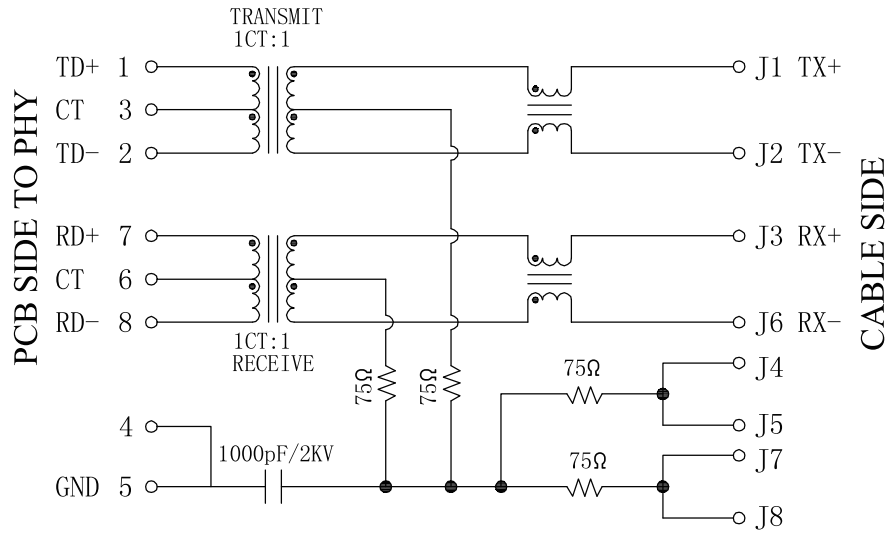 TRANSMIT
1CT:1
TD+ 1
CT 3
TD- 2
J1 TX+
J2 TX-
PCB SIDE TO PHY
CABLE SIDE
RD+ 7
CT 6
RD- 8
J3 RX+
J6 RX-
1CT:1
RECEIVE
75Ω
75Ω
75Ω
J4
J5
4
1000pF/2KV
GND 5
75Ω
J7
J8